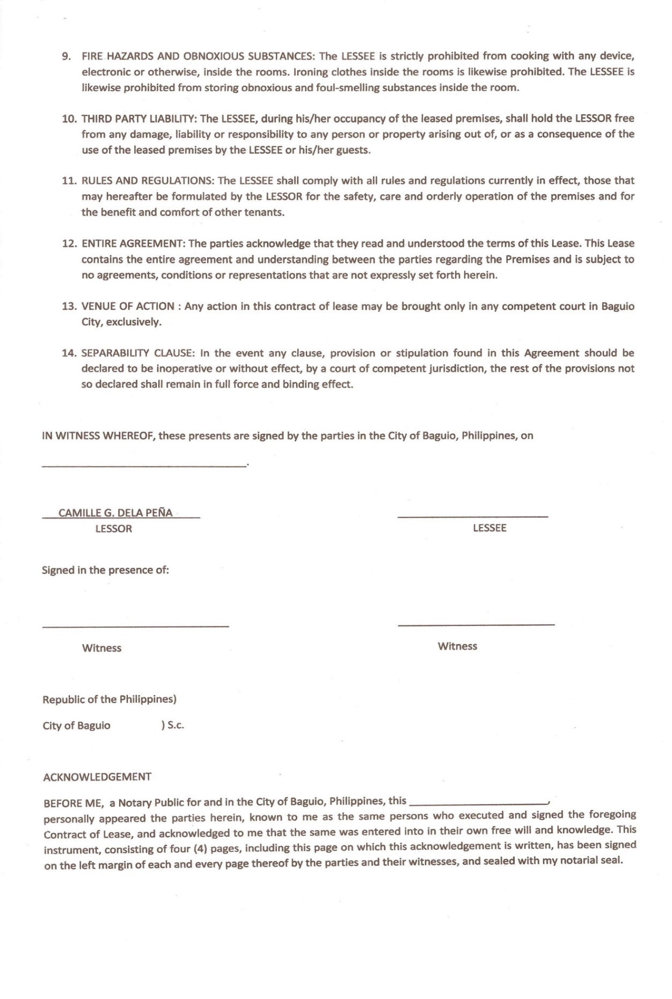 9. FIRE HAZARDS AND OBNOXIOUS SUBSTANCES: The LESSEE is strictly prohibited from cooking with any device,
electronic or otherwise, inside the rooms. Ironing clothes inside the rooms is likewise prohibited. The LESSEE is
likewise prohibited from storing obnoxious and foul-smelling substances inside the room.
10. THIRD PARTY LIABILITY: The LESSEE, during his/her occupancy of the leased premises, shall hold the LESSOR free
from any damage, liability or responsibility to any person or property arising out of, or as a consequence of the
use of the leased premises by the LESSEE or his/her guests.
11. RULES AND REGULATIONS: The LESSEE shall comply with all rules and regulations currently in effect, those that
may hereafter be formulated by the LESSOR for the safety, care and orderly operation of the premises and for
the benefit and comfort of other tenants.
12. ENTIRE AGREEMENT: The parties acknowledge that they read and understood the terms of this Lease. This Lease
contains the entire agreement and understanding between the parties regarding the Premises and is subject to
no agreements, conditions or representations that are not expressly set forth herein.
13. VENUE OF ACTION : Any action in this contract of lease may be brought only in any competent court in Baguio
City, exclusively.
14. SEPARABILITY CLAUSE: In the event any clause, provision or stipulation found in this Agreement should be
declared to be inoperative or without effect, by a court of competent jurisdiction, the rest of the provisions not
so declared shall remain in full force and binding effect.
IN WITNESS WHEREOF, these presents are signed by the parties in the City of Baguio, Philippines, on
____________________________________.
CAMILLE G. DELA PEÑA
LESSOR
LESSEE
Signed in the presence of:
Witness
Witness
Republic of the Philippines)
City of Baguio ) S.c.
ACKNOWLEDGEMENT
BEFORE ME, a Notary Public for and in the City of Baguio, Philippines, this _________________________,
personally appeared the parties herein, known to me as the same persons who executed and signed the foregoing
Contract of Lease, and acknowledged to me that the same was entered into in their own free will and knowledge. This
instrument, consisting of four (4) pages, including this page on which this acknowledgement is written, has been signed
on the left margin of each and every page thereof by the parties and their witnesses, and sealed with my notarial seal.